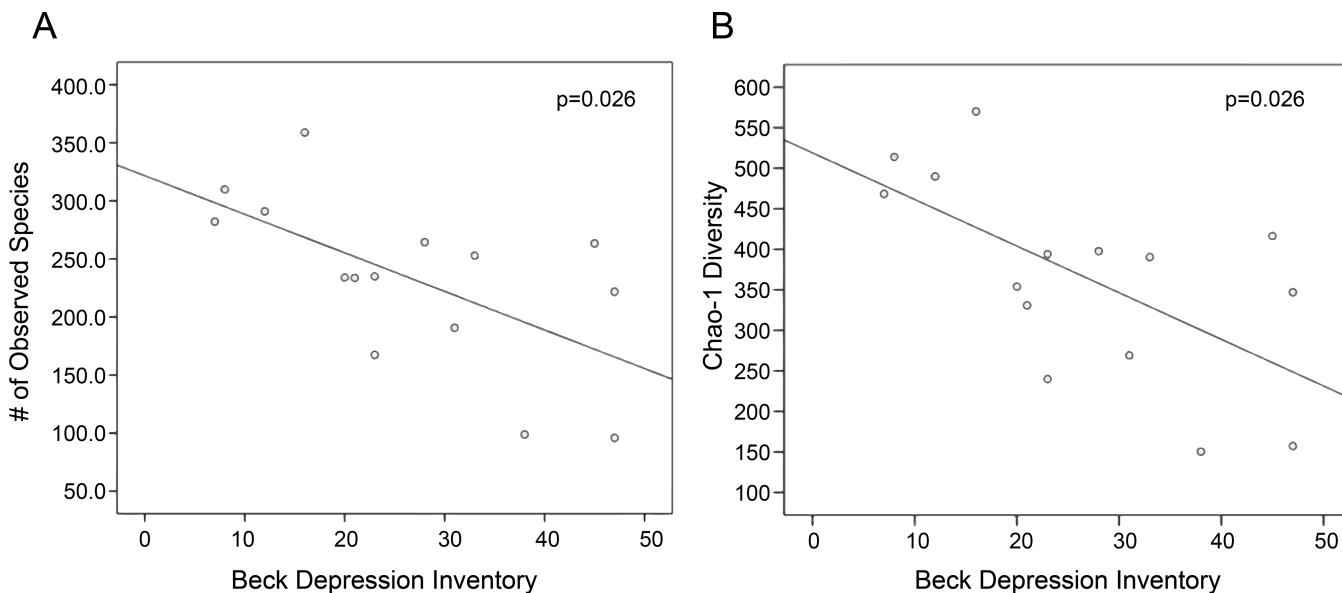 A
# of Observed Species
400.0
350.0
300.0
250.0
200.0
150.0
100.0
50.0
p=0.026
0 10 20 30 40 50
Beck Depression Inventory
B
Chao-1 Diversity
600
550
500
450
400
350
300
250
200
150
100
p=0.026
0 10 20 30 40 50
Beck Depression Inventory